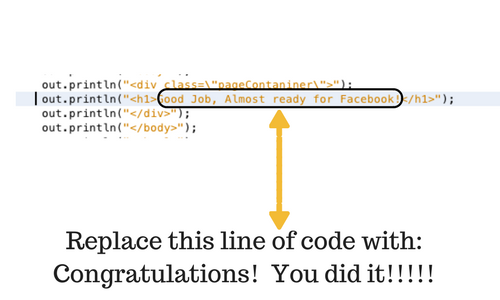 out.println("<div class=\"pageContaniner\">");
out.println("<h1>Good Job, Almost ready for Facebook!</h1>");
out.println("</div>");
out.println("</body>");
Replace this line of code with:
Congratulations! You did it!!!!!